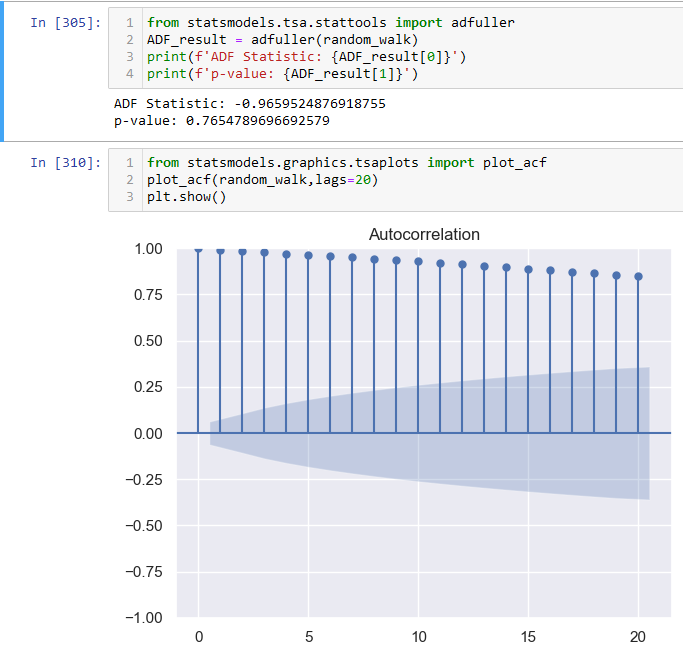 In [305]:
1 from statsmodels.tsa.stattools import adfuller
2 ADF_result = adfuller(random_walk)
3 print(f'ADF Statistic: {ADF_result[0]}')
4 print(f'p-value: {ADF_result[1]}')
ADF Statistic: -0.9659524876918755
p-value: 0.7654789696692579
In [310]:
1 from statsmodels.graphics.tsaplots import plot_acf
2 plot_acf(random_walk,lags=20)
3 plt.show()
Autocorrelation
1.00
0.75
0.50
0.25
0.00
−0.25
−0.50
−0.75
−1.00
0 5 10 15 20